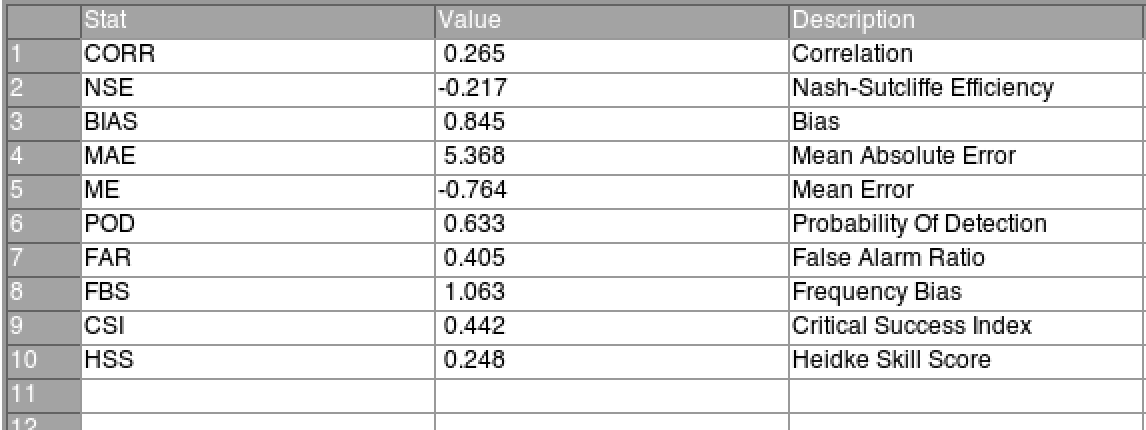 Stat Value Description
1 CORR 0.265 Correlation
2 NSE -0.217 Nash-Sutcliffe Efficiency
3 BIAS 0.845 Bias
4 MAE 5.368 Mean Absolute Error
5 ME -0.764 Mean Error
6 POD 0.633 Probability Of Detection
7 FAR 0.405 False Alarm Ratio
8 FBS 1.063 Frequency Bias
9 CSI 0.442 Critical Success Index
10 HSS 0.248 Heidke Skill Score
11
12